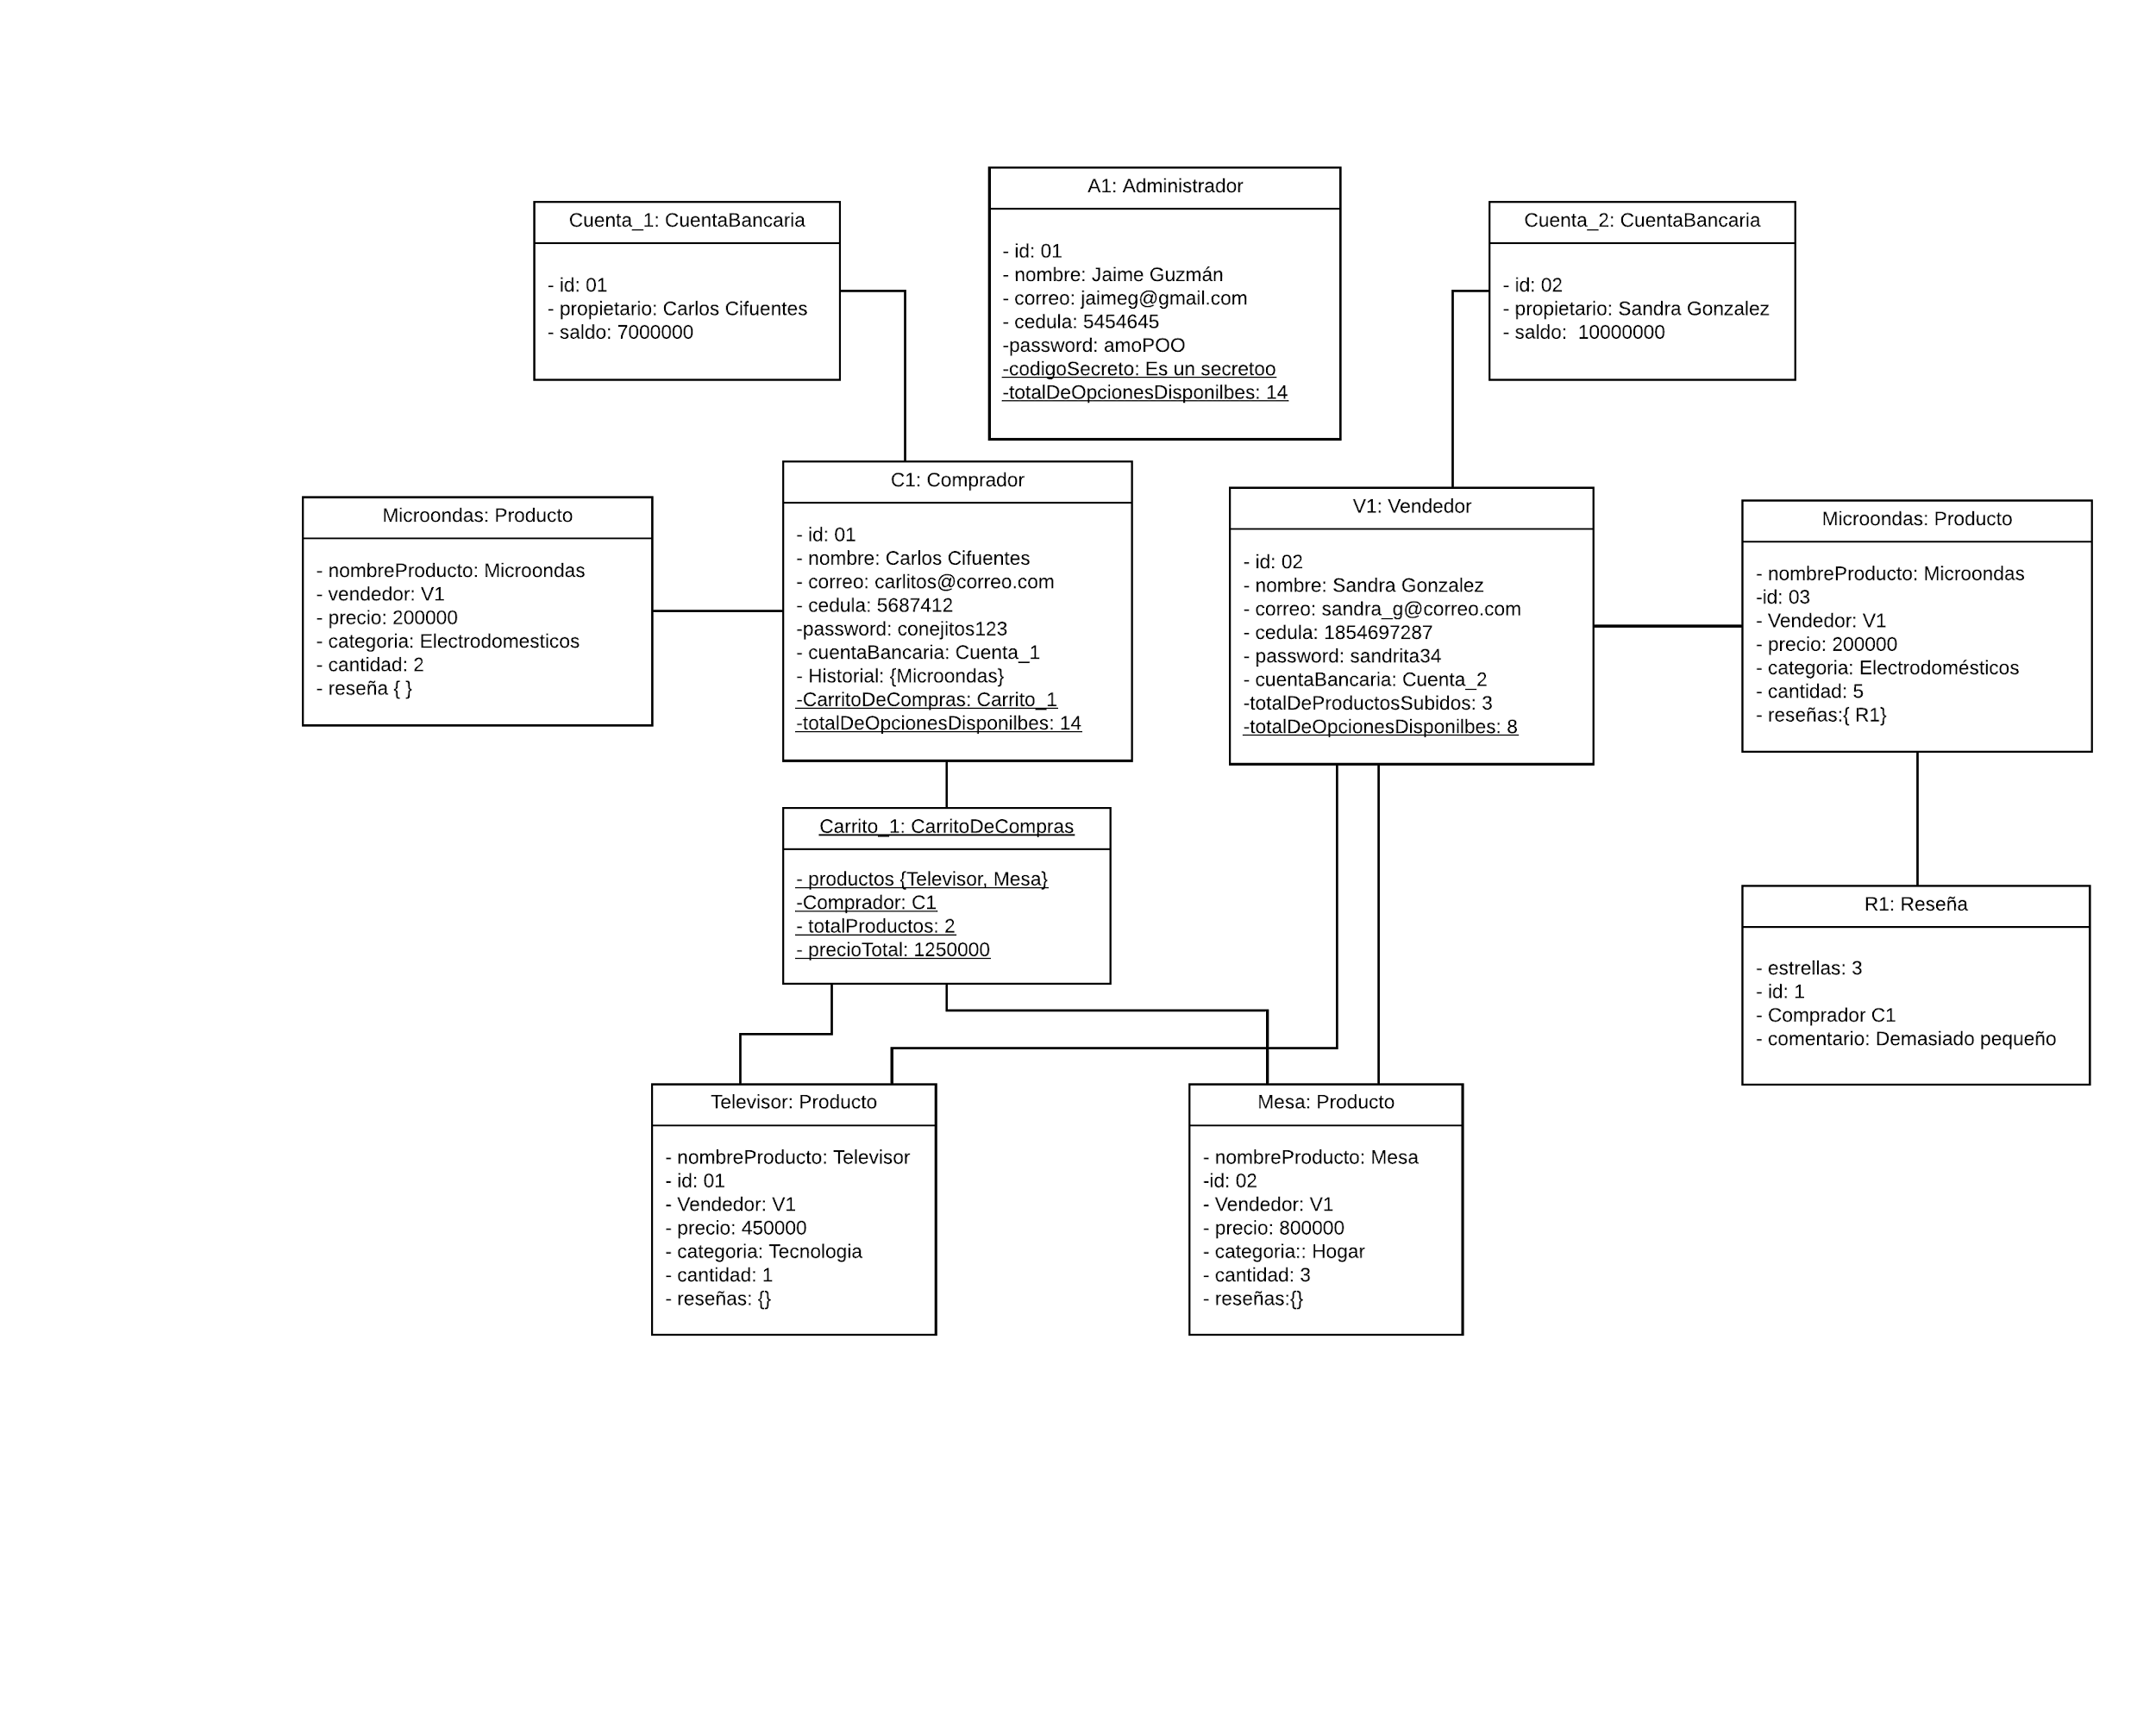 A1: Administrador
- id: 01
- nombre: Jaime Guzmán
- correo: jaimeg@gmail.com
- cedula: 5454645
-password: amoPOO
-codigoSecreto: Es un secretoo
-totalDeOpcionesDisponilbes: 14
Cuenta_1: CuentaBancaria
- id: 01
- propietario: Carlos Cifuentes
- saldo: 7000000
Cuenta_2: CuentaBancaria
- id: 02
- propietario: Sandra Gonzalez
- saldo:  10000000
Microondas: Producto
- nombreProducto: Microondas
- vendedor: V1
- precio: 200000
- categoria: Electrodomesticos
- cantidad: 2
- reseña { }
C1: Comprador
- id: 01
- nombre: Carlos Cifuentes
- correo: carlitos@correo.com
- cedula: 5687412
-password: conejitos123
- cuentaBancaria: Cuenta_1
- Historial: {Microondas}
-CarritoDeCompras: Carrito_1
-totalDeOpcionesDisponilbes: 14
V1: Vendedor
- id: 02
- nombre: Sandra Gonzalez
- correo: sandra_g@correo.com
- cedula: 1854697287
- password: sandrita34
- cuentaBancaria: Cuenta_2
-totalDeProductosSubidos: 3
-totalDeOpcionesDisponilbes: 8
Microondas: Producto
- nombreProducto: Microondas
-id: 03
- Vendedor: V1
- precio: 200000
- categoria: Electrodomésticos
- cantidad: 5
- reseñas:{ R1}
Carrito_1: CarritoDeCompras
- productos {Televisor, Mesa}
-Comprador: C1
- totalProductos: 2
- precioTotal: 1250000
R1: Reseña
- estrellas: 3
- id: 1
- Comprador C1
- comentario: Demasiado pequeño
Televisor: Producto
- nombreProducto: Televisor
- id: 01
- Vendedor: V1
- precio: 450000
- categoria: Tecnologia
- cantidad: 1
- reseñas: {}
Mesa: Producto
- nombreProducto: Mesa
-id: 02
- Vendedor: V1
- precio: 800000
- categoria:: Hogar
- cantidad: 3
- reseñas:{}